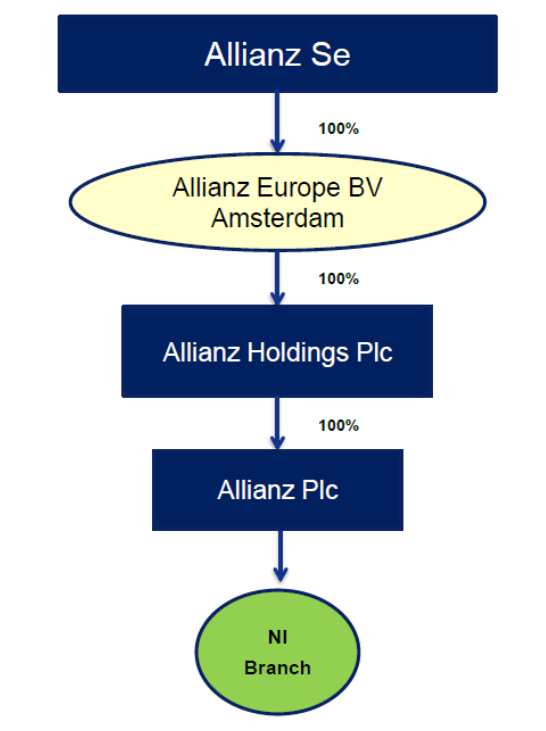 Allianz Se
100%
Allianz Europe BV
Amsterdam
100%
Allianz Holdings Plc
100%
Allianz Plc
NI
Branch